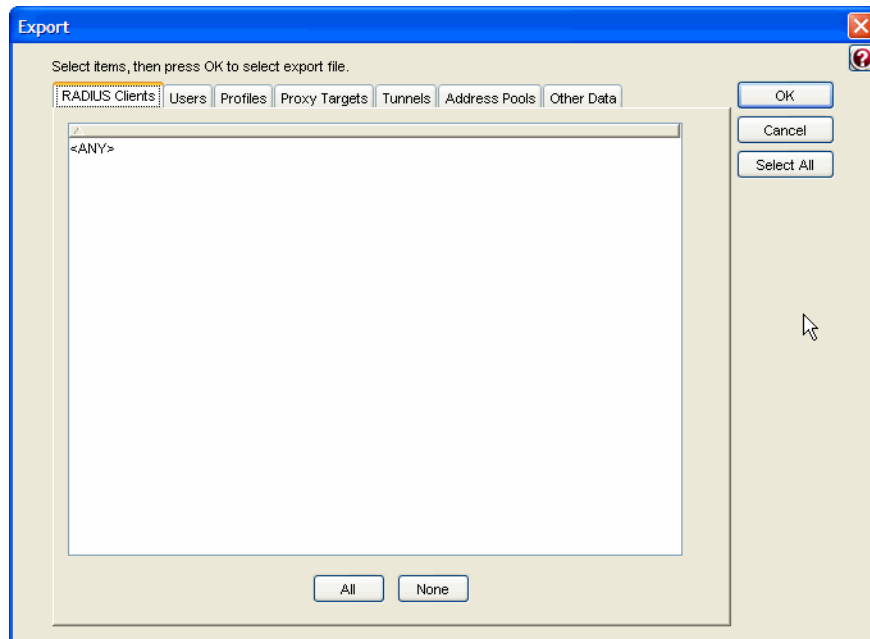 Export
Select items, then press OK to select export file.
RADIUS Clients Users Profiles Proxy Targets Tunnels Address Pools Other Data
OK
Cancel
Select All
<ANY>
All None